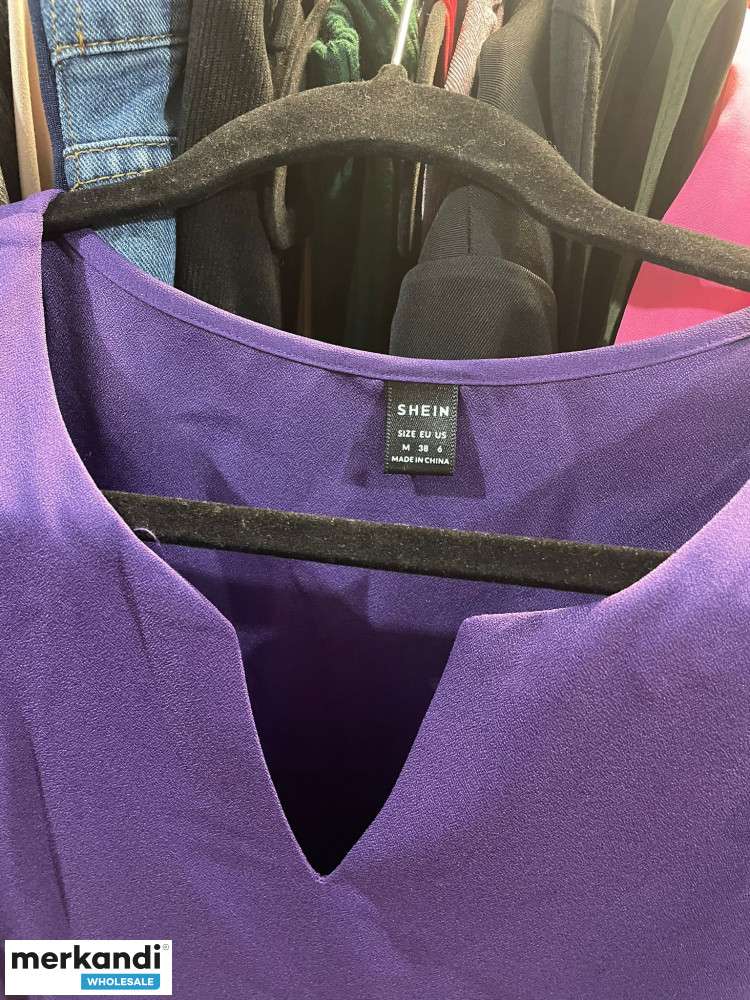 SHEIN
SIZE EU US
M 38 6
MADE IN CHINA
merkandi®
WHOLESALE